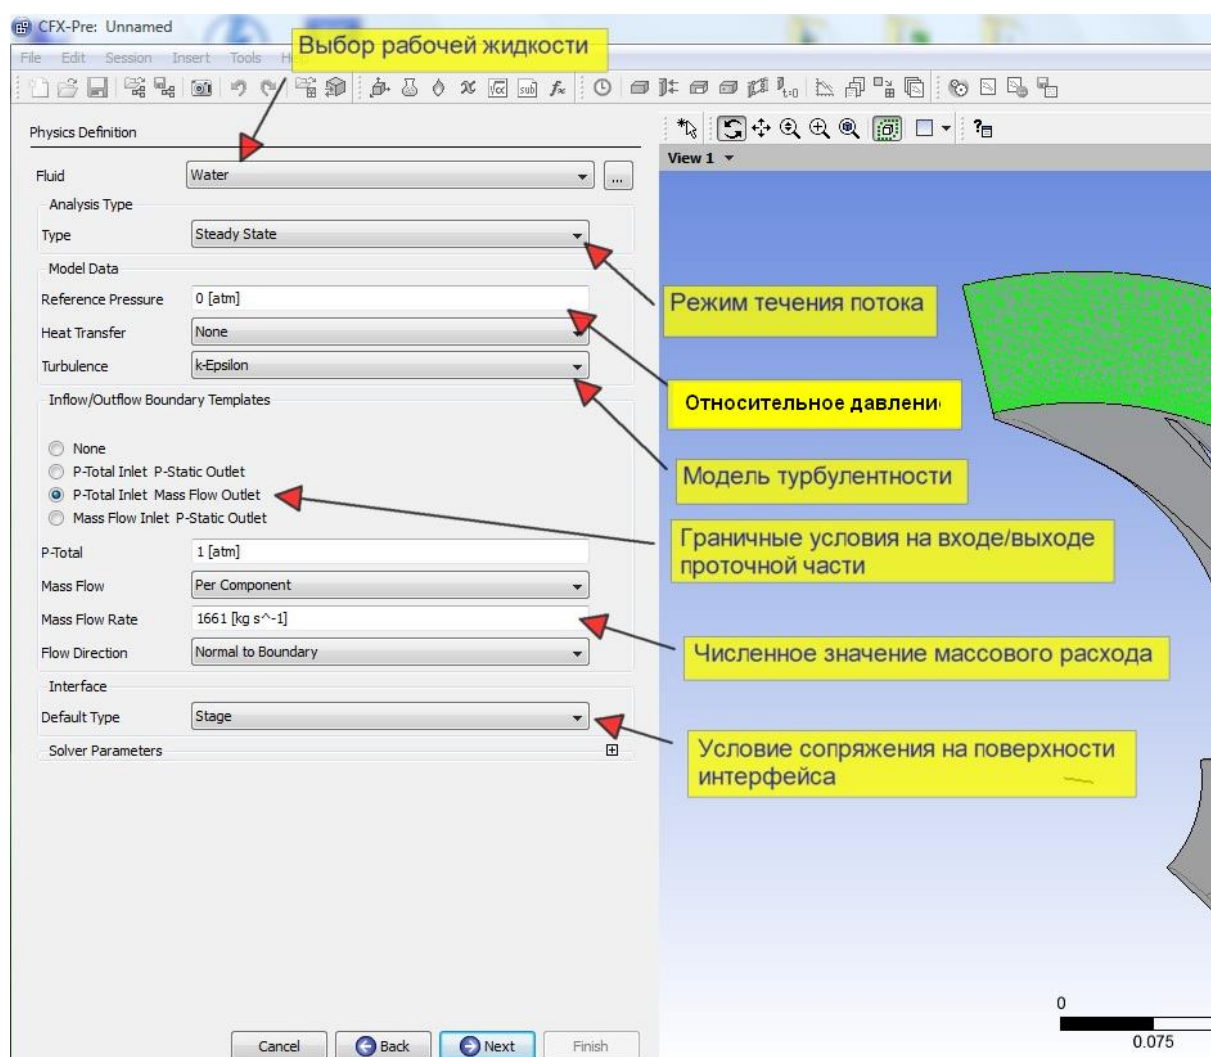 CFX-Pre: Unnamed
Выбор рабочей жидкости
File Edit Session Insert Tools
Physics Definition
View 1
Fluid
Water
...
Analysis Type
Type
Steady State
Model Data
Режим течения потока
Reference Pressure
0 [atm]
Heat Transfer
None
Turbulence
k-Epsilon
Относительное давлени
Inflow/Outflow Boundary Templates
None
P-Total Inlet P-Static Outlet
Модель турбулентности
P-Total Inlet Mass Flow Outlet
Mass Flow Inlet P-Static Outlet
Граничные условия на входе/выходе
проточной части
P-Total
1 [atm]
Mass Flow
Per Component
Mass Flow Rate
1661 [kg s^-1]
Flow Direction
Normal to Boundary
Численное значение массового расхода
Interface
Default Type
Stage
Условие сопряжения на поверхности
интерфейса
Solver Parameters
0
0.075
Cancel
Back
Next
Finish